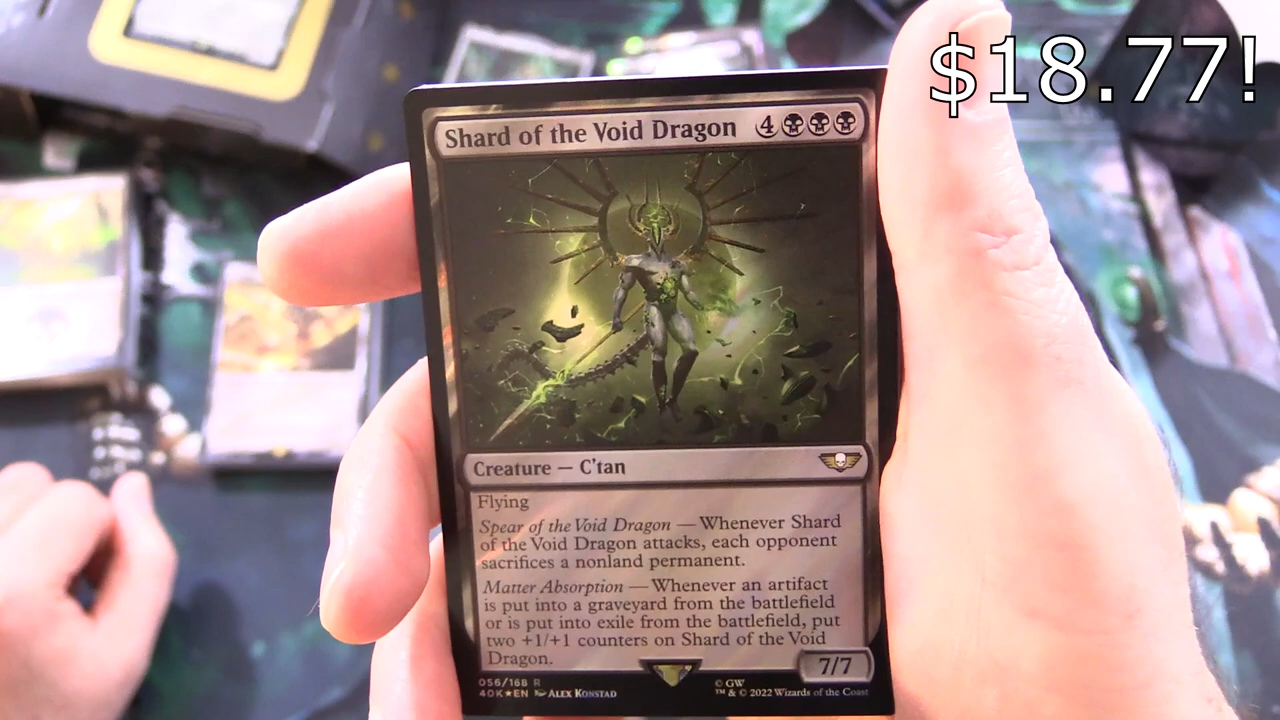 $18.77!
Shard of the Void Dragon 4
Creature — C'tan
Flying
Spear of the Void Dragon — Whenever Shard
of the Void Dragon attacks, each opponent
sacrifices a nonland permanent.
Matter Absorption — Whenever an artifact
is put into a graveyard from the battlefield
or is put into exile from the battlefield, put
two +1/+1 counters on Shard of the Void
Dragon.
7/7
056/168 R
40K★EN Alex Konstad
© GW
™ & © 2022 Wizards of the Coast